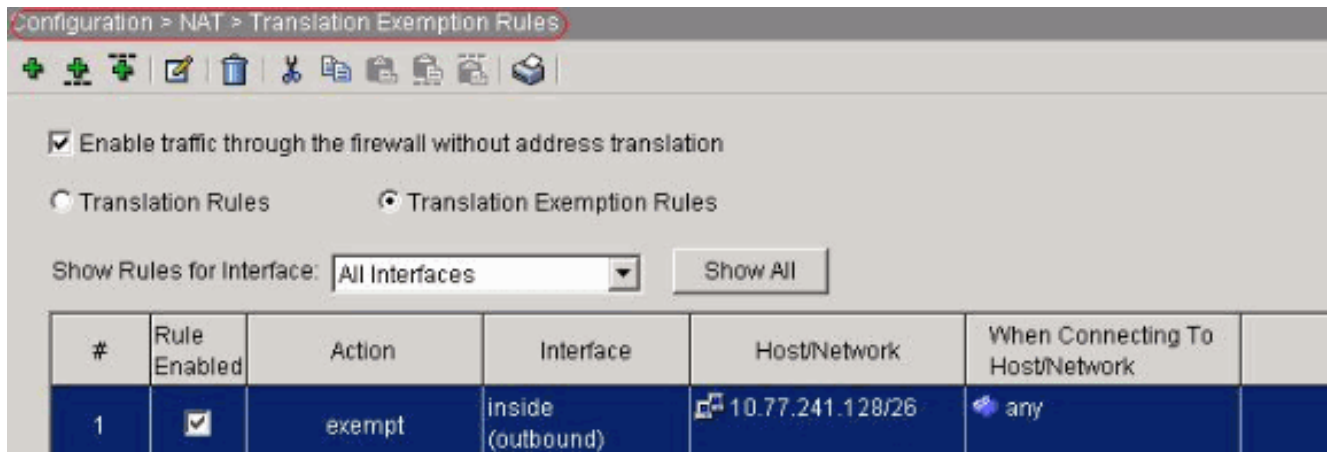 Configuration > NAT > Translation Exemption Rules
Enable traffic through the firewall without address translation
Translation Rules Translation Exemption Rules
Show Rules for Interface: All Interfaces Show All
# Rule Enabled Action Interface Host/Network When Connecting To Host/Network
1 exempt inside (outbound) 10.77.241.128/26 any